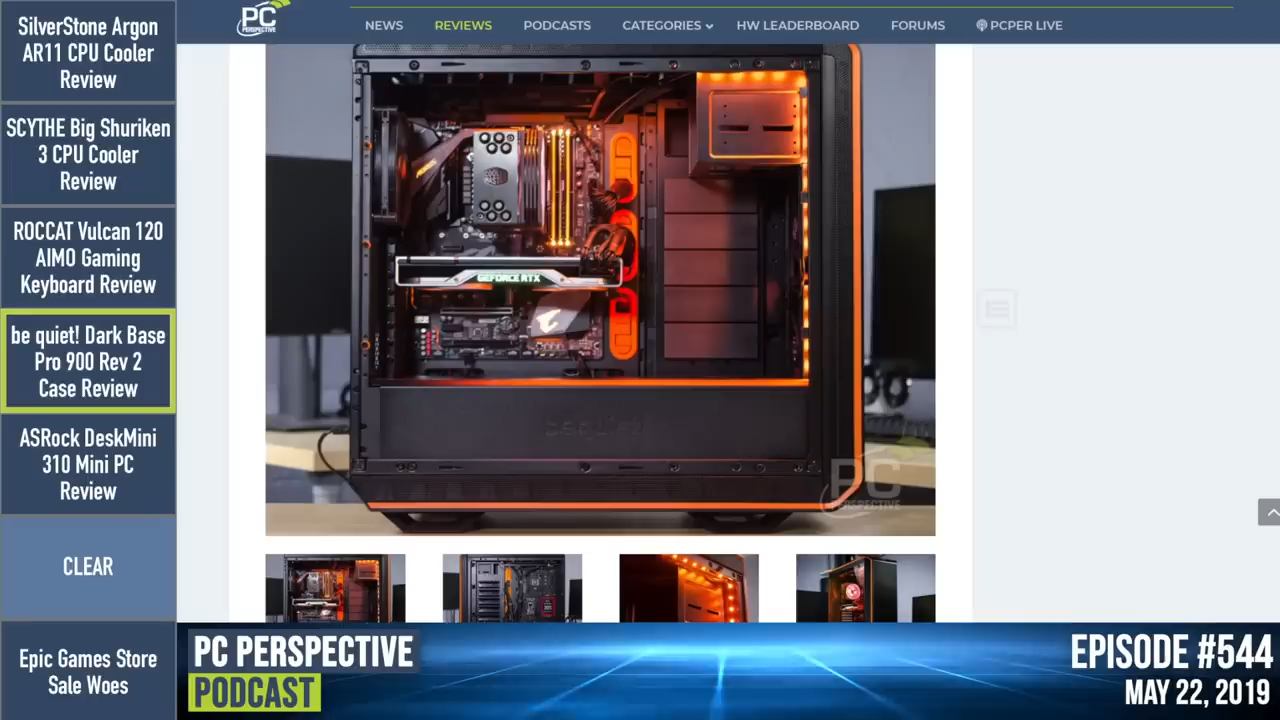 SilverStone Argon
AR11 CPU Cooler
Review
SCYTHE Big Shuriken
3 CPU Cooler
Review
ROCCAT Vulcan 120
AIMO Gaming
Keyboard Review
be quiet! Dark Base
Pro 900 Rev 2
Case Review
ASRock DeskMini
310 Mini PC
Review
CLEAR
Epic Games Store
Sale Woes
PC
PERSPECTIVE
NEWS
REVIEWS
PODCASTS
CATEGORIES
HW LEADERBOARD
FORUMS
PCPER LIVE
GEFORCE RTX
PC
PERSPECTIVE
PC PERSPECTIVE
PODCAST
EPISODE #544
MAY 22, 2019